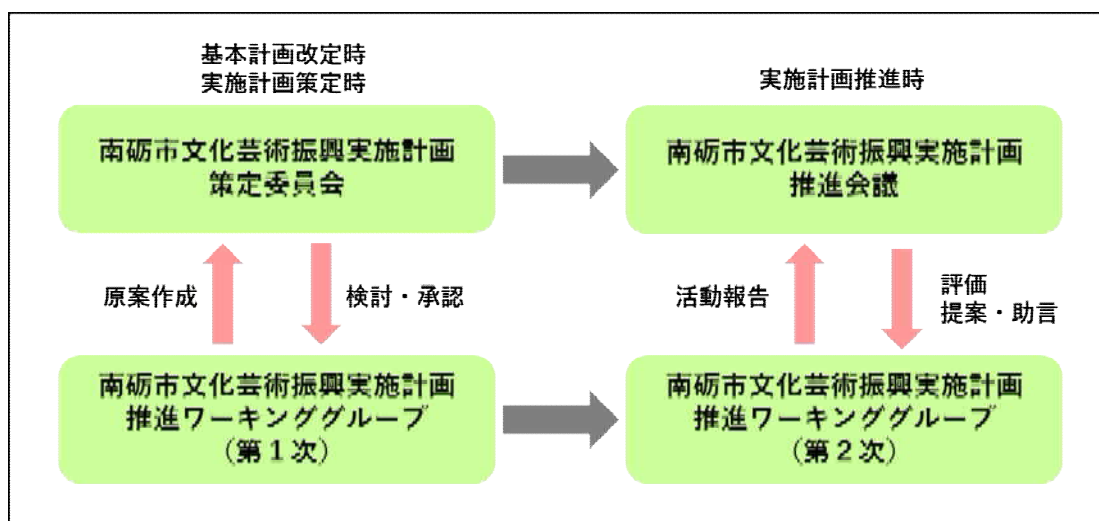 基本計画改定時
実施計画策定時
実施計画推進時
南砺市文化芸術振興実施計画
策定委員会
南砺市文化芸術振興実施計画
推進会議
原案作成
検討・承認
活動報告
評価
提案・助言
南砺市文化芸術振興実施計画
推進ワーキンググループ
(第1次)
南砺市文化芸術振興実施計画
推進ワーキンググループ
(第2次)